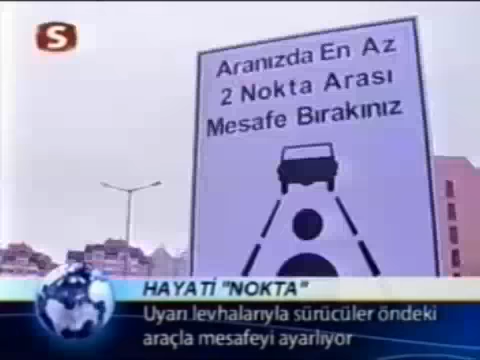 S
Aranızda En Az
2 Nokta Arası
Mesafe Bırakınız
HAYATİ "NOKTA"
Uyarı levhalarıyla sürücüler öndeki
araçla mesafeyi ayarlıyor